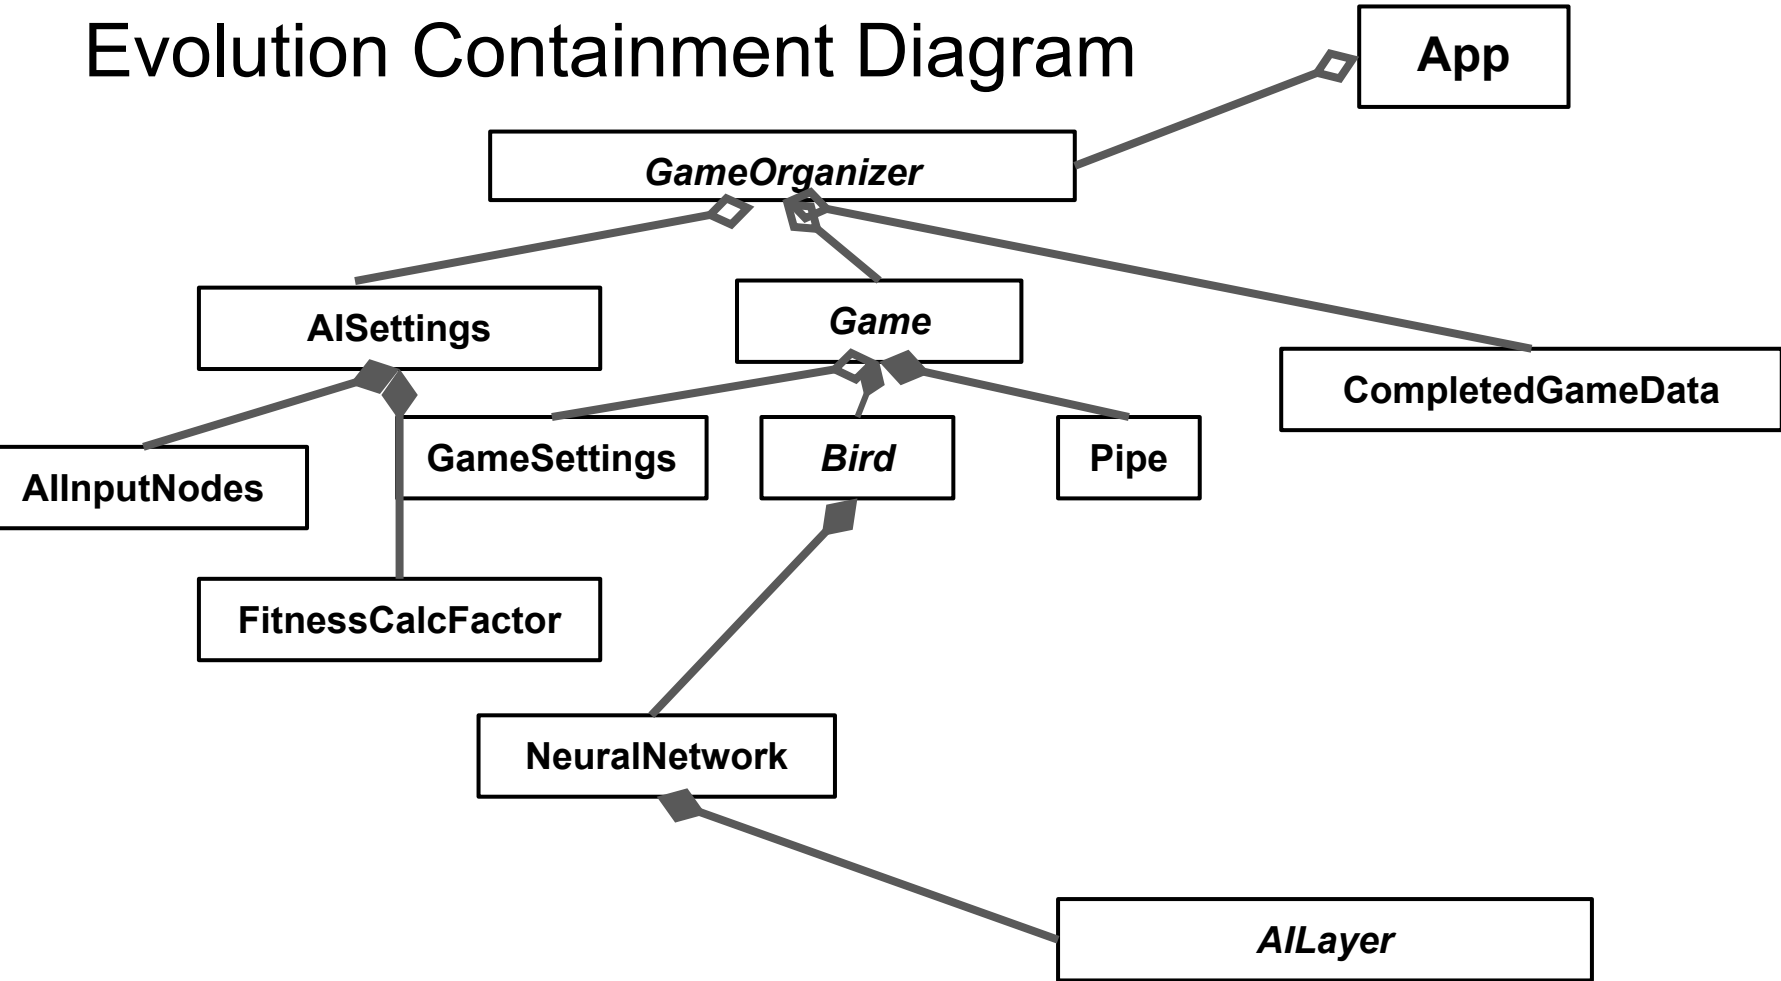 Evolution Containment Diagram
App
GameOrganizer
AISettings
Game
CompletedGameData
AIInputNodes
GameSettings
Bird
Pipe
FitnessCalcFactor
NeuralNetwork
AILayer